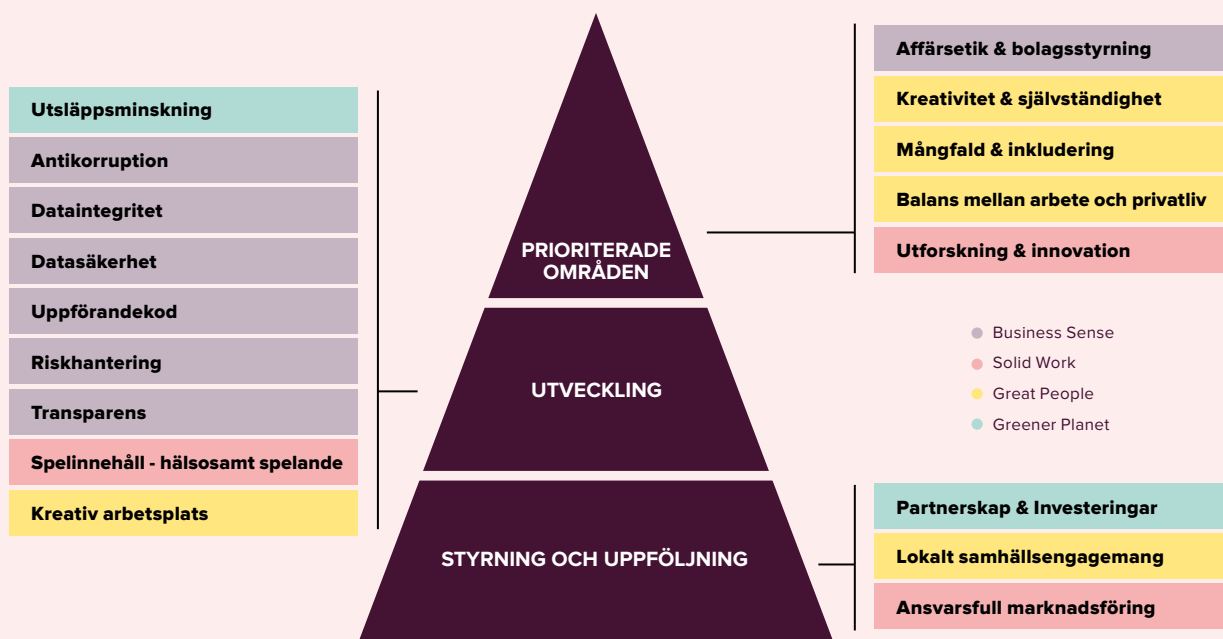 Utsläppsminskning
Antikorruption
Dataintegritet
Datasäkerhet
Uppförandekod
Riskhantering
Transparens
Spelinnehåll - hälsosamt spelande
Kreativ arbetsplats
PRIORITERADE
OMRÅDEN
UTVECKLING
STYRNING OCH UPPFÖLJNING
Affärsetik & bolagsstyrning
Kreativitet & självständighet
Mångfald & inkludering
Balans mellan arbete och privatliv
Utforskning & innovation
Business Sense
Solid Work
Great People
Greener Planet
Partnerskap & Investeringar
Lokalt samhällsengagemang
Ansvarsfull marknadsföring